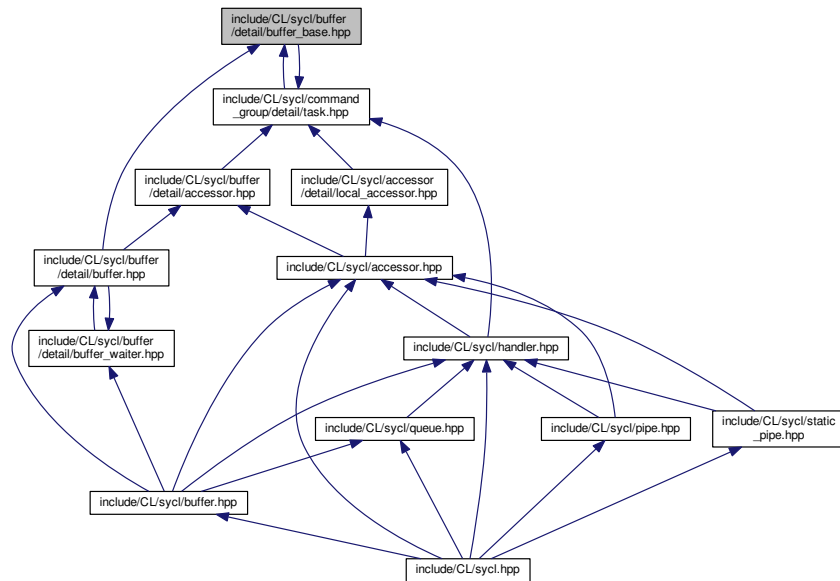 include/CL/sycl/buffer
/detail/buffer_base.hpp
include/CL/sycl/command
_group/detail/task.hpp
include/CL/sycl/buffer
/detail/accessor.hpp
include/CL/sycl/accessor
/detail/local_accessor.hpp
include/CL/sycl/buffer
/detail/buffer.hpp
include/CL/sycl/accessor.hpp
include/CL/sycl/buffer
/detail/buffer_waiter.hpp
include/CL/sycl/handler.hpp
include/CL/sycl/queue.hpp
include/CL/sycl/pipe.hpp
include/CL/sycl/static
_pipe.hpp
include/CL/sycl/buffer.hpp
include/CL/sycl.hpp